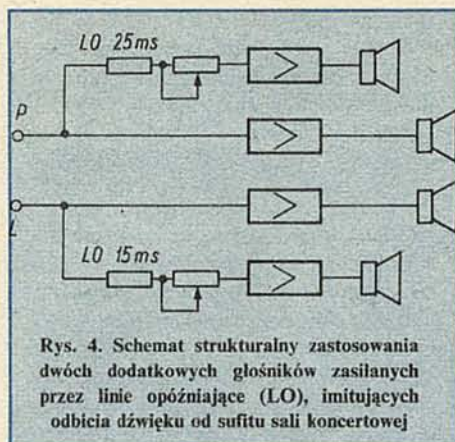 LO 25ms
P
L
LO 15ms
Rys. 4. Schemat strukturalny zastosowania
dwóch dodatkowych głośników zasilanych
przez linie opóźniające (LO), imitujących
odbicia dźwięku od sufitu sali koncertowej